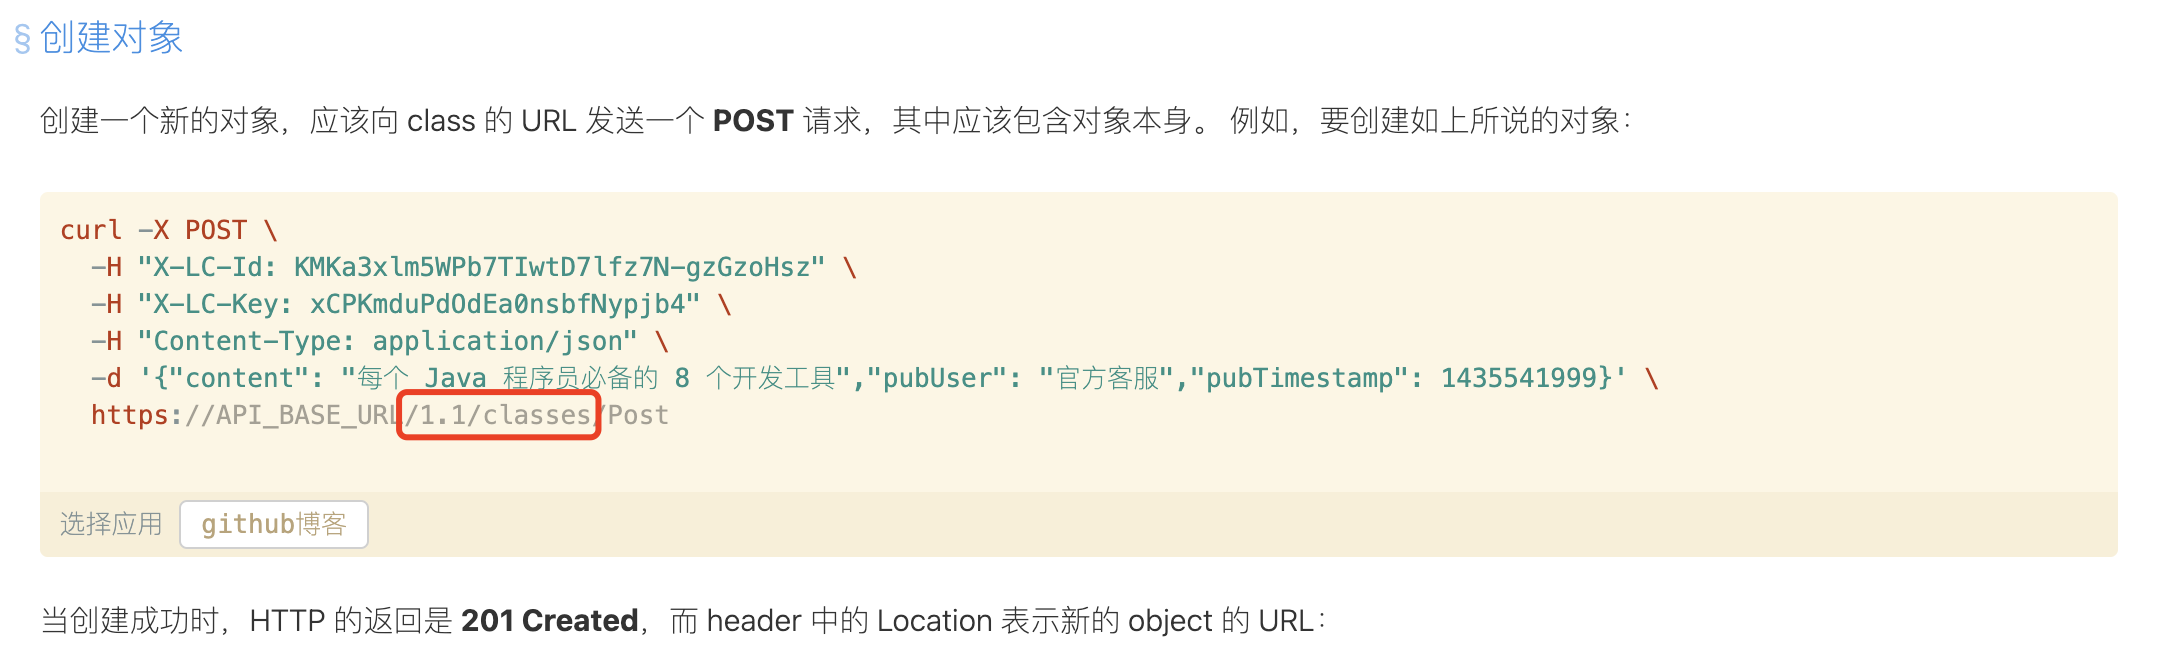 § 创建对象
创建一个新的对象，应该向 class 的 URL 发送一个 POST 请求，其中应该包含对象本身。 例如，要创建如上所说的对象：
curl -X POST \
-H "X-LC-Id: KMKa3xlm5WPb7TIwtD7lfz7N-gzGzoHsz" \
-H "X-LC-Key: xCPKmduPdOdEa0nsbfNypjb4" \
-H "Content-Type: application/json" \
-d '{"content": "每个 Java 程序员必备的 8 个开发工具","pubUser": "官方客服","pubTimestamp": 1435541999}' \
https://API_BASE_URL/1.1/classes/Post
选择应用 github博客
当创建成功时，HTTP 的返回是 201 Created，而 header 中的 Location 表示新的 object 的 URL：